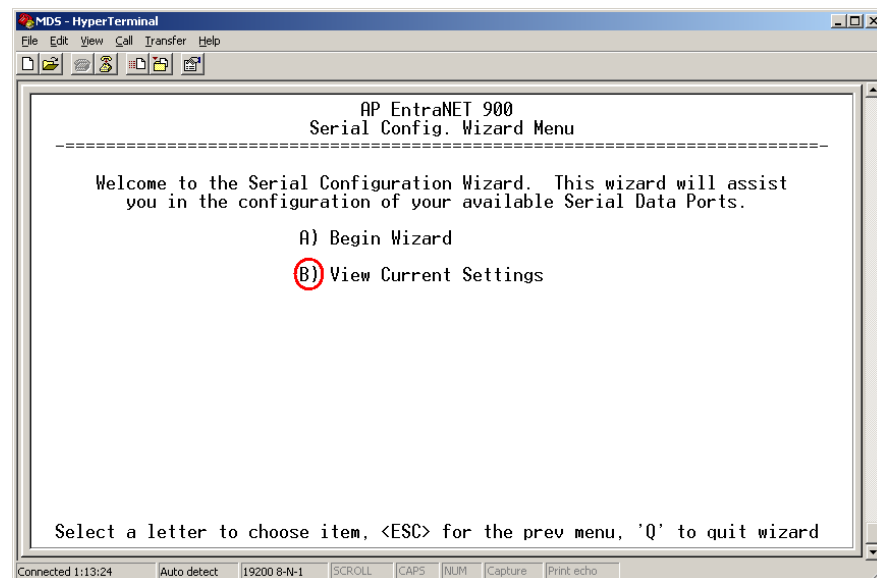 MDS - HyperTerminal
File Edit View Call Transfer Help
AP EntraNET 900
Serial Config. Wizard Menu
-==========================================================================-
Welcome to the Serial Configuration Wizard. This wizard will assist
you in the configuration of your available Serial Data Ports.
A) Begin Wizard
B) View Current Settings
Select a letter to choose item, <ESC> for the prev menu, 'Q' to quit wizard
Connected 1:13:24 Auto detect 19200 8-N-1 SCROLL CAPS NUM Capture Print echo